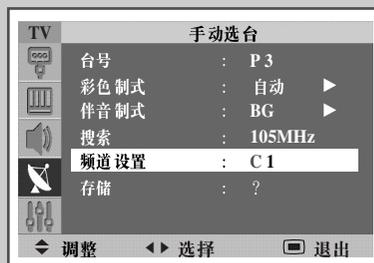 TV 手动选台
台号 : P 3
彩色制式 : 自动 ▶
伴音制式 : BG ▶
搜索 : 105MHz
频道设置 : C 1
存储 : ?
调整 选择 退出